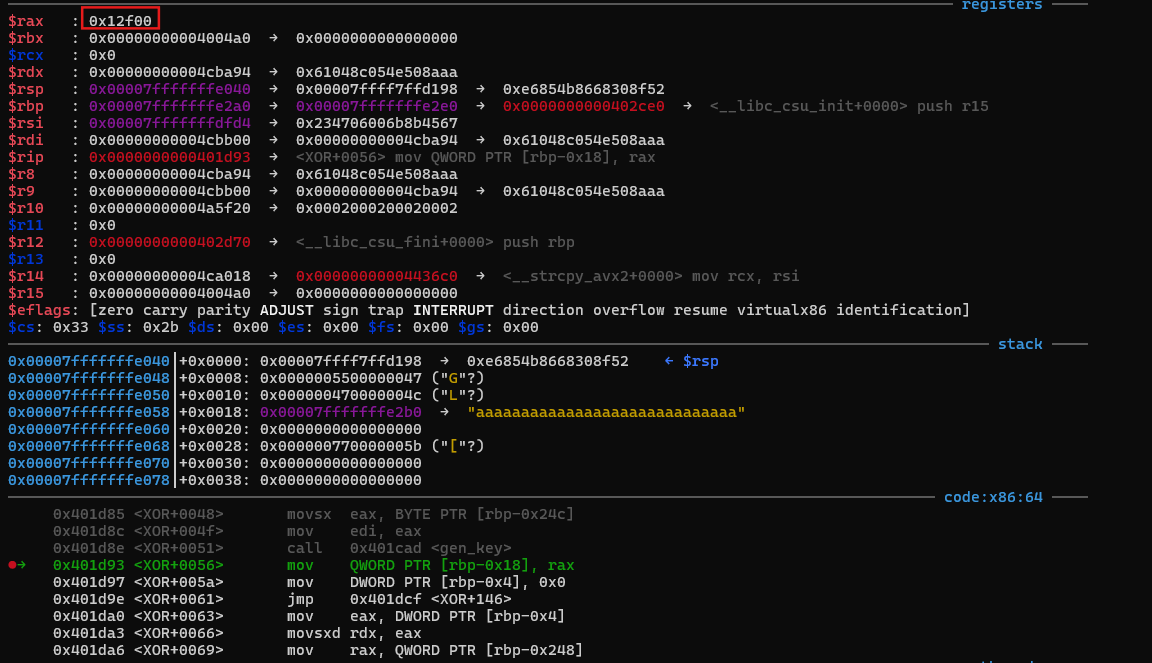 registers
$rax   : 0x12f00
$rbx   : 0x00000000004004a0  →  0x0000000000000000
$rcx   : 0x0
$rdx   : 0x00000000004cba94  →  0x61048c054e508aaa
$rsp   : 0x00007fffffffe040  →  0x00007ffff7ffd198  →  0xe6854b8668308f52
$rbp   : 0x00007fffffffe2a0  →  0x00007fffffffe2e0  →  0x0000000000402ce0  →  <__libc_csu_init+0000> push r15
$rsi   : 0x00007fffffffdfd4  →  0x234706006b8b4567
$rdi   : 0x00000000004cbb00  →  0x00000000004cba94  →  0x61048c054e508aaa
$rip   : 0x0000000000401d93  →  <XOR+0056> mov QWORD PTR [rbp-0x18], rax
$r8    : 0x00000000004cba94  →  0x61048c054e508aaa
$r9    : 0x00000000004cbb00  →  0x00000000004cba94  →  0x61048c054e508aaa
$r10   : 0x00000000004a5f20  →  0x0002000200020002
$r11   : 0x0
$r12   : 0x0000000000402d70  →  <__libc_csu_fini+0000> push rbp
$r13   : 0x0
$r14   : 0x00000000004ca018  →  0x00000000004436c0  →  <__strcpy_avx2+0000> mov rcx, rsi
$r15   : 0x00000000004004a0  →  0x0000000000000000
$eflags: [zero carry parity ADJUST sign trap INTERRUPT direction overflow resume virtualx86 identification]
$cs: 0x33 $ss: 0x2b $ds: 0x00 $es: 0x00 $fs: 0x00 $gs: 0x00
stack
0x00007fffffffe040│+0x0000: 0x00007ffff7ffd198  →  0xe6854b8668308f52    ← $rsp
0x00007fffffffe048│+0x0008: 0x0000005500000047 ("G"?)
0x00007fffffffe050│+0x0010: 0x000000470000004c ("L"?)
0x00007fffffffe058│+0x0018: 0x00007fffffffe2b0  →  "aaaaaaaaaaaaaaaaaaaaaaaaaaaaa"
0x00007fffffffe060│+0x0020: 0x0000000000000000
0x00007fffffffe068│+0x0028: 0x000000770000005b ("["?)
0x00007fffffffe070│+0x0030: 0x0000000000000000
0x00007fffffffe078│+0x0038: 0x0000000000000000
code:x86:64
0x401d85 <XOR+0048>       movsx  eax, BYTE PTR [rbp-0x24c]
0x401d8c <XOR+004f>       mov    edi, eax
0x401d8e <XOR+0051>       call   0x401cad <gen_key>
●→ 0x401d93 <XOR+0056>       mov    QWORD PTR [rbp-0x18], rax
0x401d97 <XOR+005a>       mov    DWORD PTR [rbp-0x4], 0x0
0x401d9e <XOR+0061>       jmp    0x401dcf <XOR+146>
0x401da0 <XOR+0063>       mov    eax, DWORD PTR [rbp-0x4]
0x401da3 <XOR+0066>       movsxd rdx, eax
0x401da6 <XOR+0069>       mov    rax, QWORD PTR [rbp-0x248]